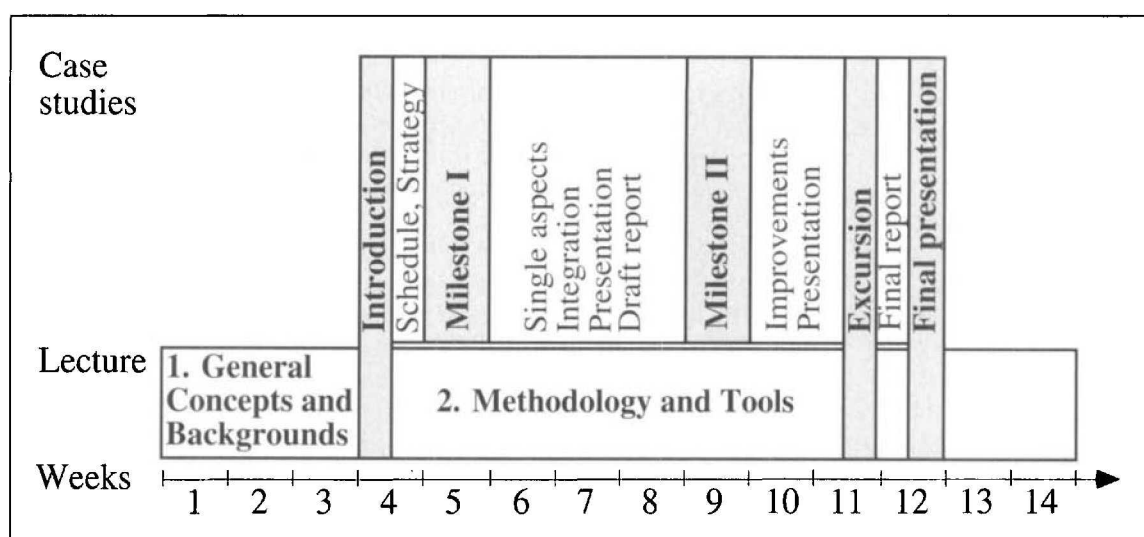 Case
studies
Introduction
Schedule, Strategy
Milestone I
Single aspects
Integration
Presentation
Draft report
Milestone II
Improvements
Presentation
Excursion
Final report
Final presentation
Lecture
1. General
Concepts and
Backgrounds
2. Methodology and Tools
Weeks
1 2 3 4 5 6 7 8 9 10 11 12 13 14